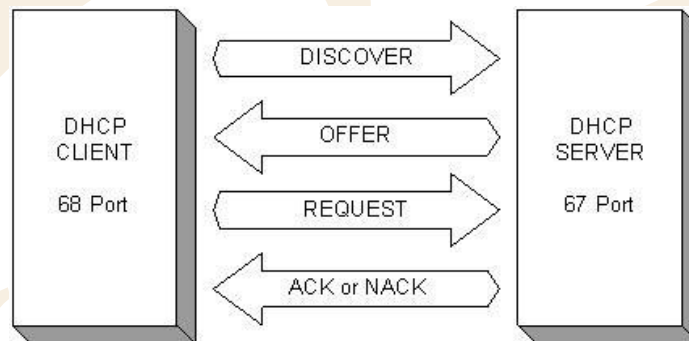 DISCOVER
DHCP
CLIENT
68 Port
OFFER
DHCP
SERVER
67 Port
REQUEST
ACK or NACK